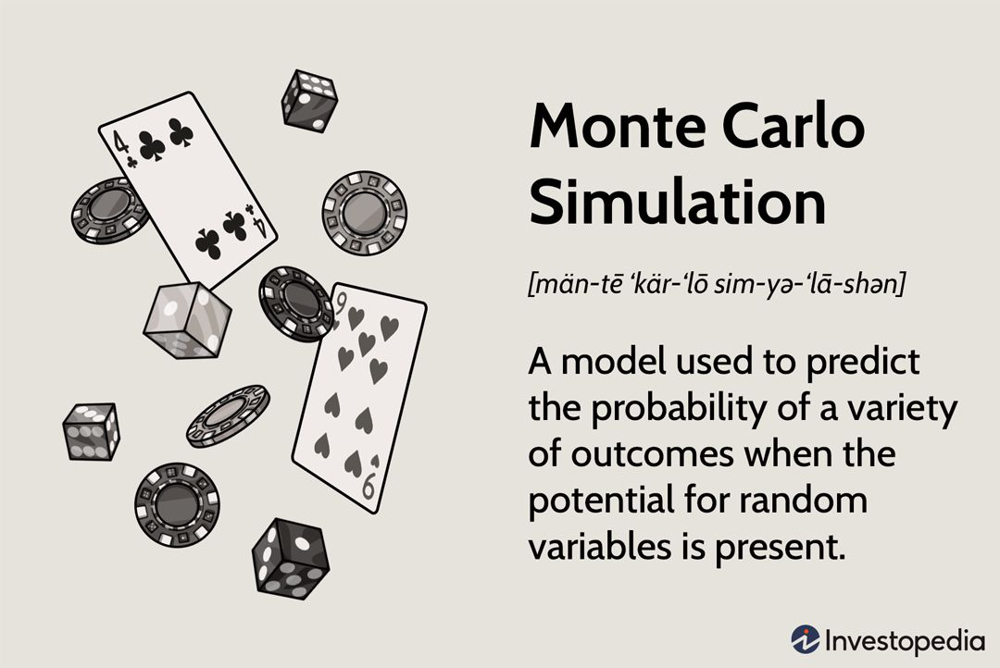 4
4
9
9
Monte Carlo
Simulation
[män-tē ‘kär-‘lō sim-yə-‘lā-shən]
A model used to predict
the probability of a variety
of outcomes when the
potential for random
variables is present.
Investopedia